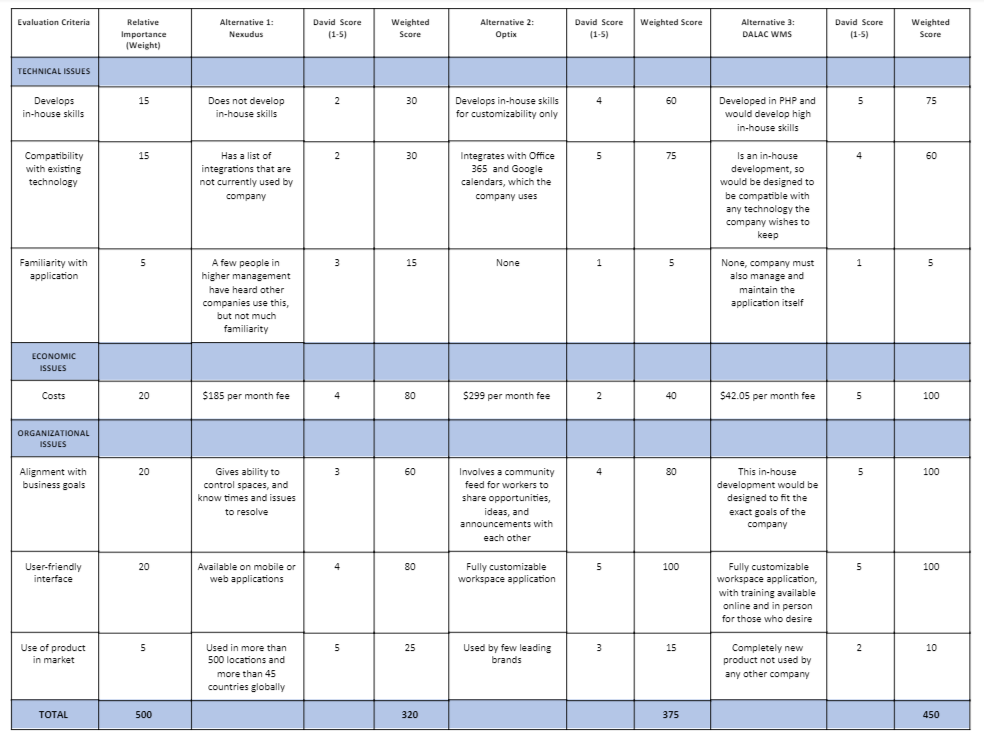 Evaluation Criteria
Relative
Importance
(Weight)
Alternative 1:
Nexudus
David Score
(1-5)
Weighted
Score
Alternative 2:
Optix
David Score
(1-5)
Weighted Score
Alternative 3:
DALAC WMS
David Score
(1-5)
Weighted
Score
TECHNICAL ISSUES
Develops
in-house skills
15
Does not develop
in-house skills
2
30
Develops in-house skills
for customizability only
4
60
Developed in PHP and
would develop high
in-house skills
5
75
Compatibility
with existing
technology
15
Has a list of
integrations that are
not currently used by
company
2
30
Integrates with Office
365 and Google
calendars, which the
company uses
5
75
Is an in-house
development, so
would be designed to
be compatible with
any technology the
company wishes to
keep
4
60
Familiarity with
application
5
A few people in
higher management
have heard other
companies use this,
but not much
familiarity
3
15
None
1
5
None, company must
also manage and
maintain the
application itself
1
5
ECONOMIC
ISSUES
Costs
20
$185 per month fee
4
80
$299 per month fee
2
40
$42.05 per month fee
5
100
ORGANIZATIONAL
ISSUES
Alignment with
business goals
20
Gives ability to
control spaces, and
know times and issues
to resolve
3
60
Involves a community
feed for workers to
share opportunities,
ideas, and
announcements with
each other
4
80
This in-house
development would be
designed to fit the
exact goals of the
company
5
100
User-friendly
interface
20
Available on mobile or
web applications
4
80
Fully customizable
workspace application
5
100
Fully customizable
workspace application,
with training available
online and in person
for those who desire
5
100
Use of product
in market
5
Used in more than
500 locations and
more than 45
countries globally
5
25
Used by few leading
brands
3
15
Completely new
product not used by
any other company
2
10
TOTAL
500
320
375
450